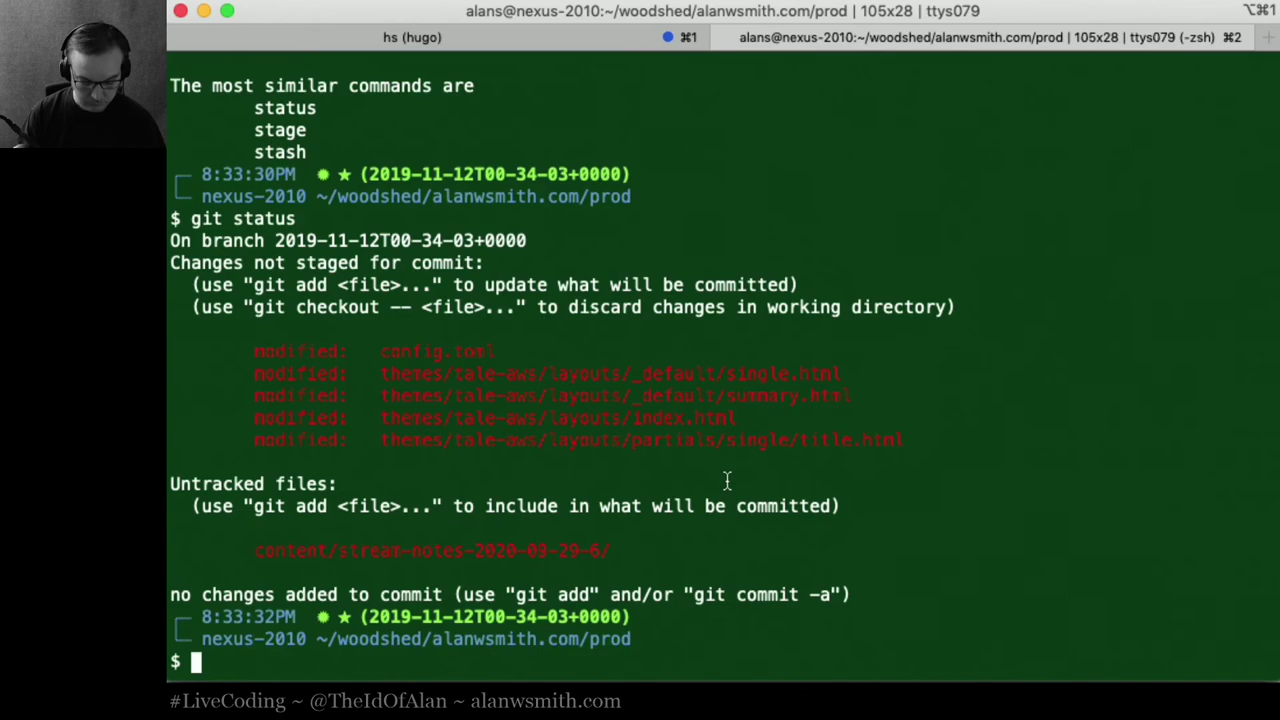 alans@nexus-2010:~/woodshed/alanwsmith.com/prod | 105x28 | ttys079
⌥⌘1
hs (hugo)
⌘1
alans@nexus-2010:~/woodshed/alanwsmith.com/prod | 105x28 | ttys079 (-zsh)
⌘2
+
The most similar commands are
status
stage
stash
8:33:30PM ✹ ★ (2019-11-12T00-34-03+0000)
nexus-2010 ~/woodshed/alanwsmith.com/prod
$ git status
On branch 2019-11-12T00-34-03+0000
Changes not staged for commit:
(use "git add <file>..." to update what will be committed)
(use "git checkout -- <file>..." to discard changes in working directory)
modified: config.toml
modified: themes/tale-aws/layouts/_default/single.html
modified: themes/tale-aws/layouts/_default/summary.html
modified: themes/tale-aws/layouts/index.html
modified: themes/tale-aws/layouts/partials/single/title.html
Untracked files:
(use "git add <file>..." to include in what will be committed)
content/stream-notes-2020-03-29-6/
no changes added to commit (use "git add" and/or "git commit -a")
8:33:32PM ✹ ★ (2019-11-12T00-34-03+0000)
nexus-2010 ~/woodshed/alanwsmith.com/prod
$
#LiveCoding ~ @TheIdOfAlan ~ alanwsmith.com